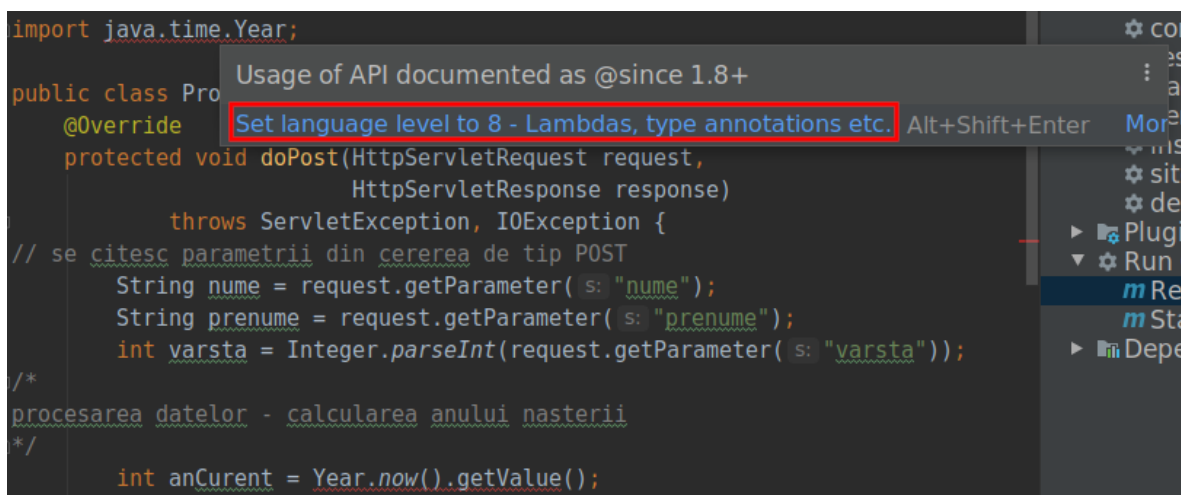 import java.time.Year;
Usage of API documented as @since 1.8+
public class Pro
Set language level to 8 - Lambdas, type annotations etc. Alt+Shift+Enter Mor
@Override
protected void doPost(HttpServletRequest request,
HttpServletResponse response)
throws ServletException, IOException {
// se citesc parametrii din cererea de tip POST
String nume = request.getParameter( s: "nume");
String prenume = request.getParameter( s: "prenume");
int varsta = Integer.parseInt(request.getParameter( s: "varsta"));
/*
procesarea datelor - calcularea anului nasterii
*/
int anCurent = Year.now().getValue();
sit
de
Plugi
Run
m Re
m Sta
Depe